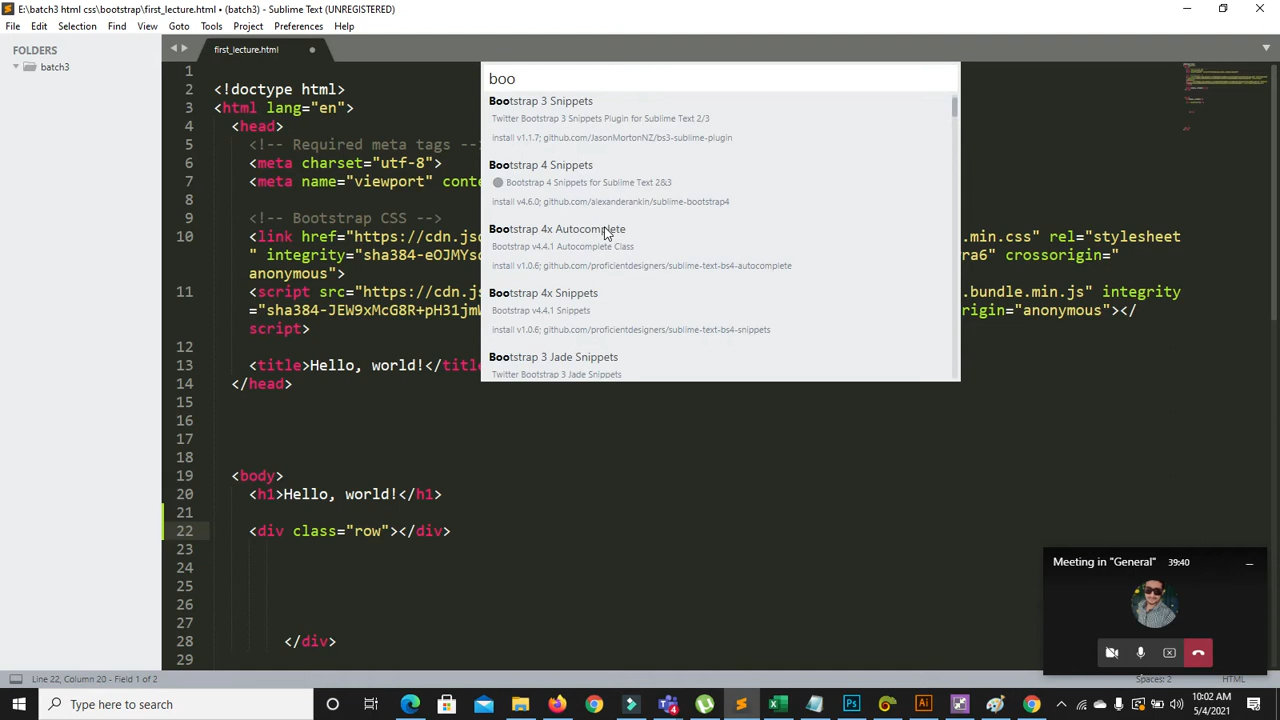 E:\batch3 html css\bootstrap\first_lecture.html • (batch3) - Sublime Text (UNREGISTERED)
File Edit Selection Find View Goto Tools Project Preferences Help
FOLDERS
batch3
first_lecture.html
boo
Bootstrap 3 Snippets
Twitter Bootstrap 3 Snippets Plugin for Sublime Text 2/3
install v1.1.7; github.com/JasonMortonNZ/bs3-sublime-plugin
Bootstrap 4 Snippets
Bootstrap 4 Snippets for Sublime Text 2&3
install v4.6.0; github.com/alexanderankin/sublime-bootstrap4
Bootstrap 4x Autocomplete
Bootstrap v4.4.1 Autocomplete Class
install v1.0.6; github.com/proficientdesigners/sublime-text-bs4-autocomplete
Bootstrap 4x Snippets
Bootstrap v4.4.1 Snippets
install v1.0.6; github.com/proficientdesigners/sublime-text-bs4-snippets
Bootstrap 3 Jade Snippets
Twitter Bootstrap 3 Jade Snippets
1
2 <!doctype html>
3 <html lang="en">
4 <head>
5 <!-- Required meta tags --
6 <meta charset="utf-8">
7 <meta name="viewport" conte
8
9 <!-- Bootstrap CSS -->
10 <link href="https://cdn.jsd .min.css" rel="stylesheet
" integrity="sha384-eOJMYsd ra6" crossorigin="
anonymous">
11 <script src="https://cdn.js .bundle.min.js" integrity
="sha384-JEW9xMcG8R+pH31jmW igin="anonymous"></
script>
12
13 <title>Hello, world!</title
14 </head>
15
16
17
18
19 <body>
20 <h1>Hello, world!</h1>
21
22 <div class="row"></div>
23
24
25
26
27
28 </div>
29
Meeting in "General" 39:40
Line 22, Column 20 - Field 1 of 2
Spaces: 2 HTML
Type here to search
4
10:02 AM
5/4/2021